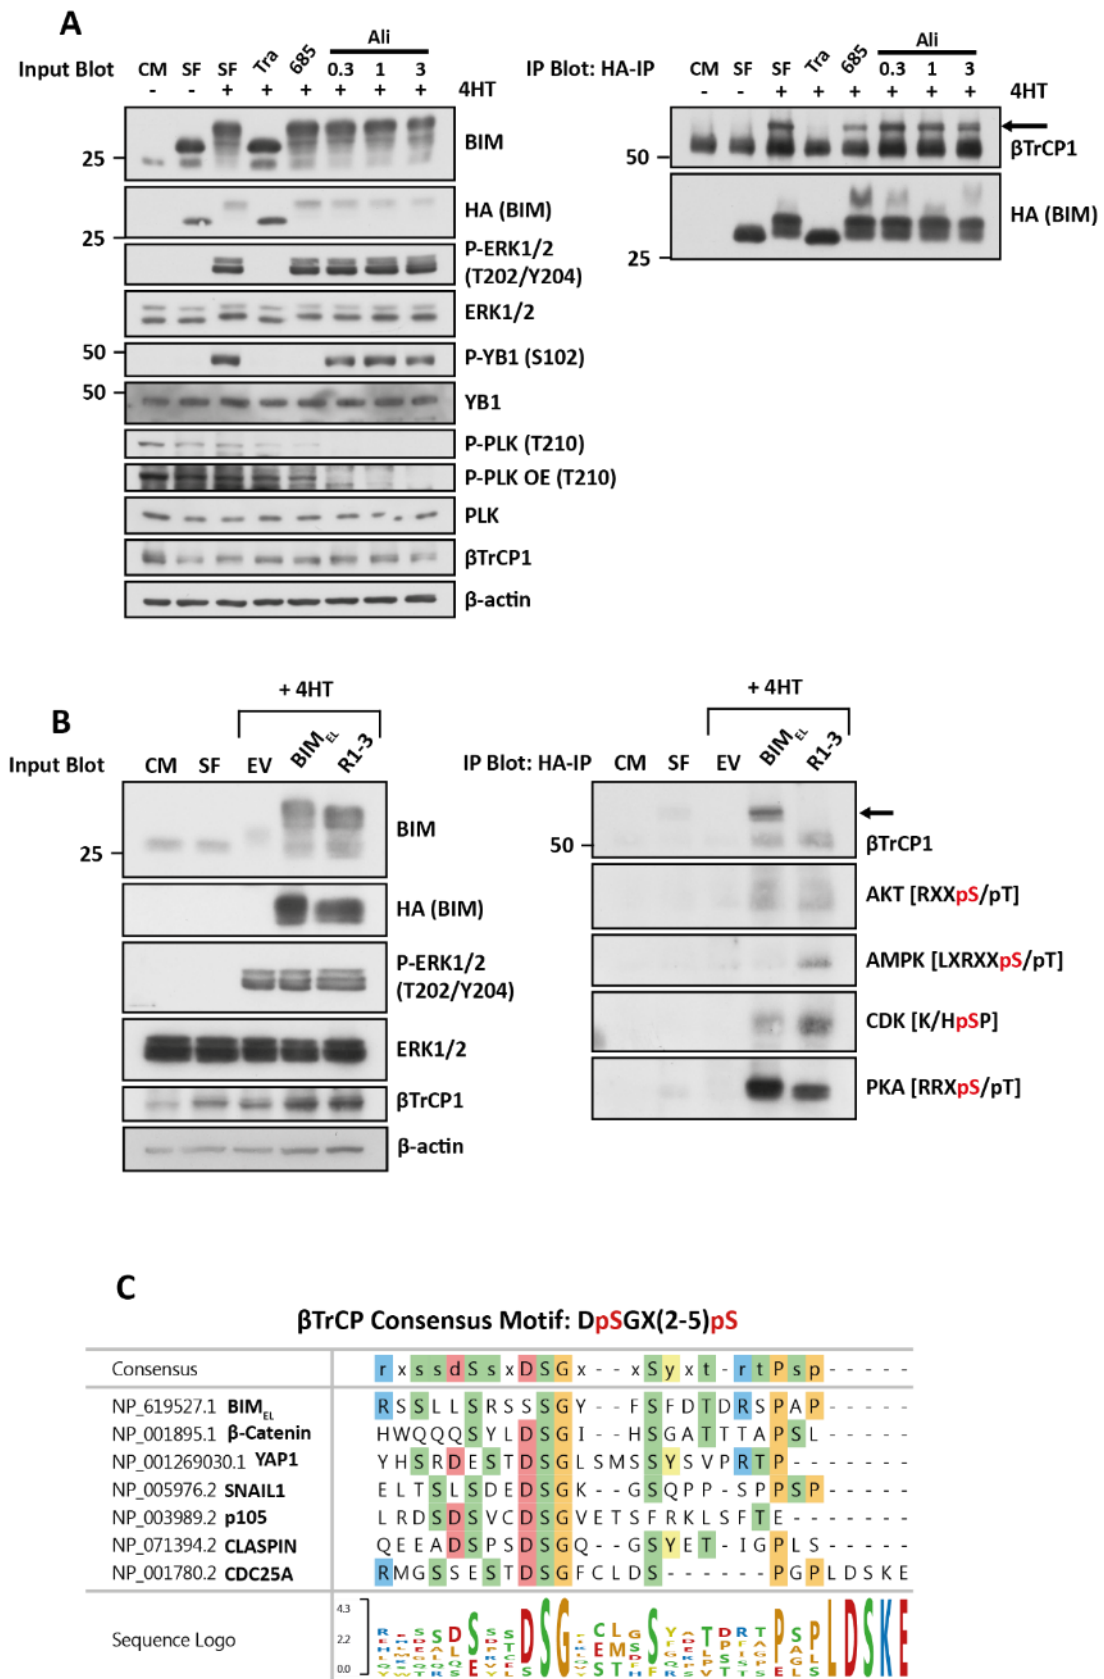 A
Ali
Ali
Input Blot CM SF SF Tra 685 0.3 1 3
IP Blot: HA-IP CM SF SF Tra 685 0.3 1 3
- - + + + + + + 4HT
- - + + + + + + 4HT
BIM
25
HA (BIM)
25
P-ERK1/2
(T202/Y204)
ERK1/2
50
P-YB1 (S102)
50
YB1
P-PLK (T210)
P-PLK OE (T210)
PLK
βTrCP1
β-actin
50
βTrCP1
HA (BIM)
25
B
+ 4HT
+ 4HT
Input Blot CM SF EV BIMEL R1-3
IP Blot: HA-IP CM SF EV BIMEL R1-3
BIM
25
HA (BIM)
P-ERK1/2
(T202/Y204)
ERK1/2
βTrCP1
β-actin
50
βTrCP1
AKT [RXXpS/pT]
AMPK [LXRXXpS/pT]
CDK [K/HpSP]
PKA [RRXpS/pT]
C
βTrCP Consensus Motif: DpSGX(2-5)pS
Consensus r x s s d S s x D S G x - - x S y x t - r t P s p - - - - -
NP_619527.1 BIMEL R S S L L S R S S S G Y - - F S F D T D R S P A P - - - - -
NP_001895.1 β-Catenin H W Q Q Q S Y L D S G I - - H S G A T T T A P S L - - - - -
NP_001269030.1 YAP1 Y H S R D E S T D S G L S M S S Y S V P R T P - - - - - - -
NP_005976.2 SNAIL1 E L T S L S D E D S G K - - G S Q P P - S P P S P - - - - -
NP_003989.2 p105 L R D S D S V C D S G V E T S F R K L S F T E - - - - - - -
NP_071394.2 CLASPIN Q E E A D S P S D S G Q - - G S Y E T - I G P L S - - - - -
NP_001780.2 CDC25A R M G S S E S T D S G F C L D S - - - - - - P G P L D S K E
Sequence Logo
4.3
2.2
0.0
D S G S P L D S K E